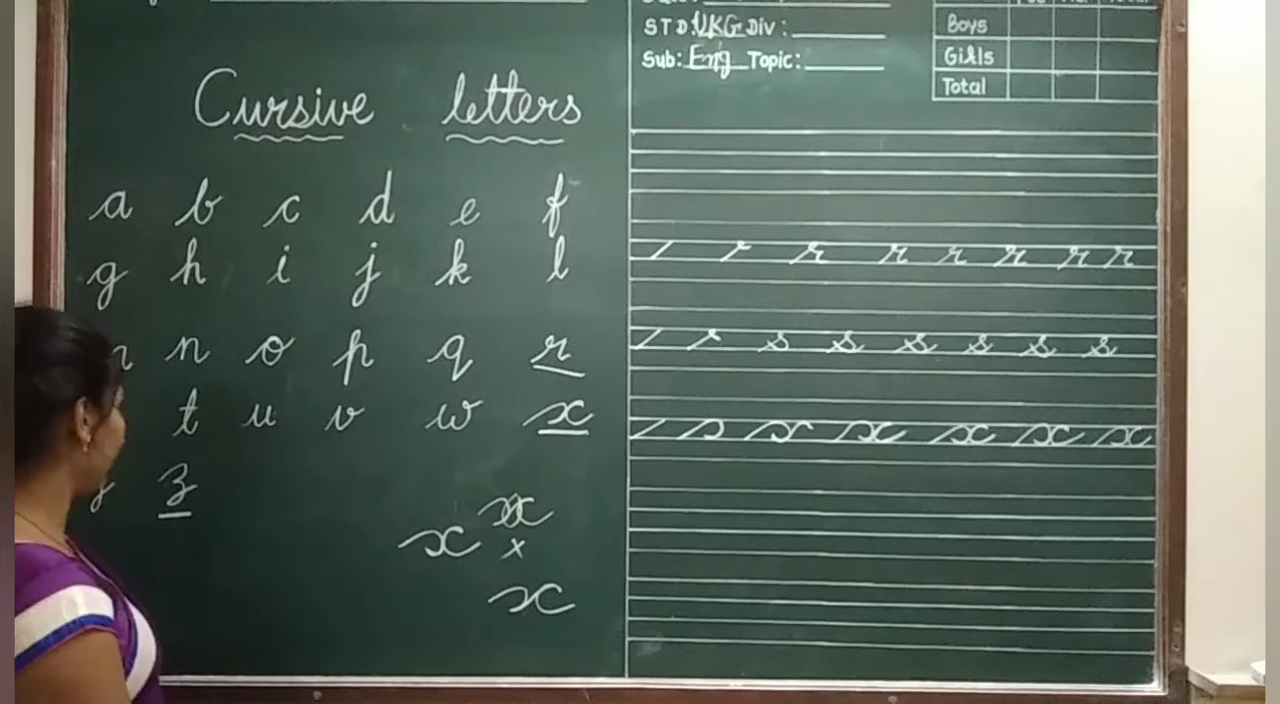 Cursive letters
a b c d e f
g h i j k l
n o p q r
t u v w x
z
x x
x
x
STD: UKG Div :
Sub: Eng Topic:
Boys
Girls
Total
r r r r r r
s s s s s s
x x x x x